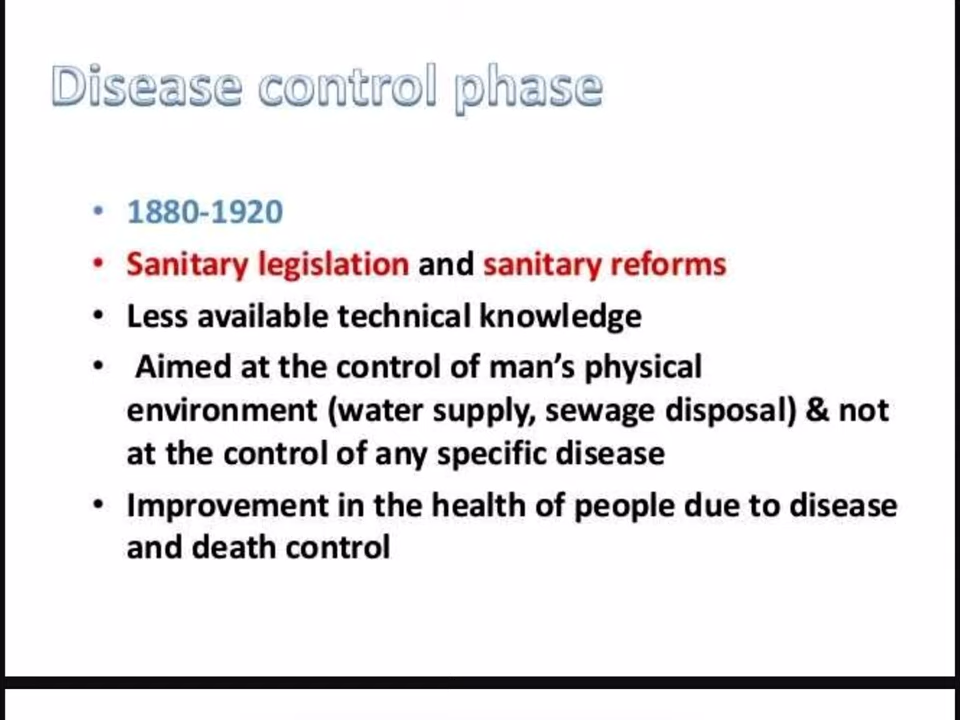 Disease control phase
• 1880-1920
• Sanitary legislation and sanitary reforms
• Less available technical knowledge
• Aimed at the control of man’s physical
environment (water supply, sewage disposal) & not
at the control of any specific disease
• Improvement in the health of people due to disease
and death control